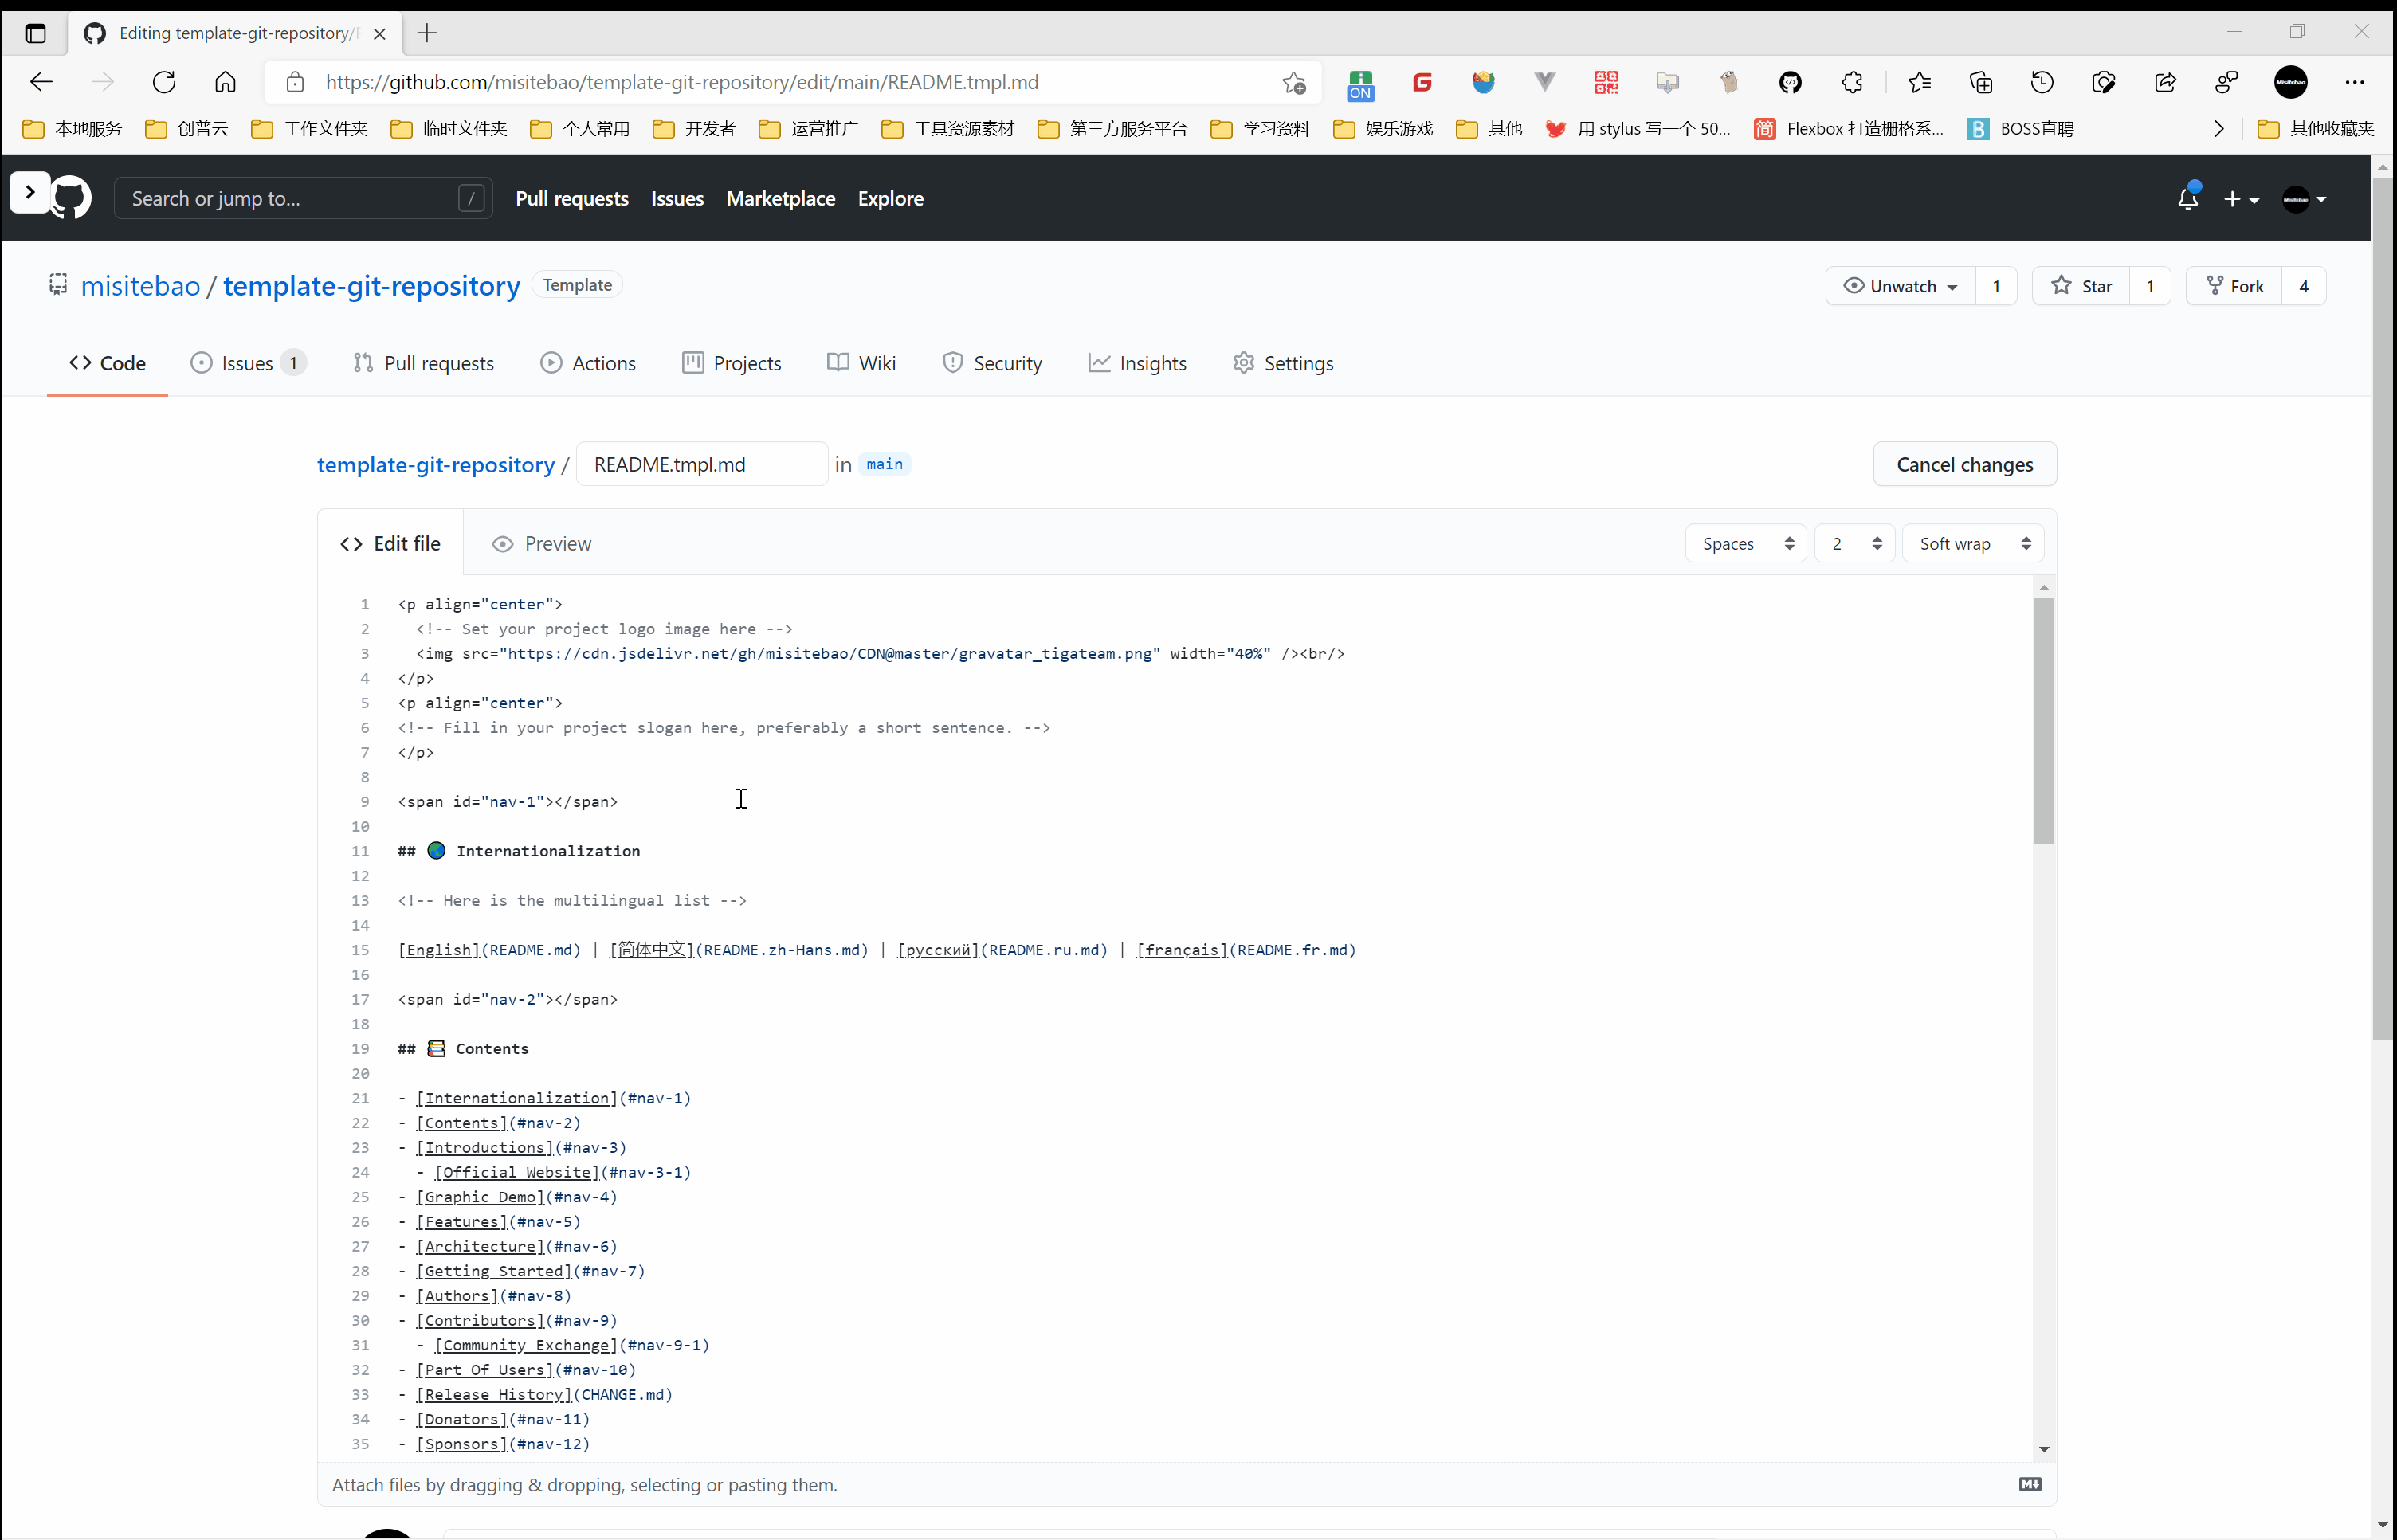 Editing template-git-repository/
https://github.com/misitebao/template-git-repository/edit/main/README.tmpl.md
ON
本地服务 创普云 工作文件夹 临时文件夹 个人常用 开发者 运营推广 工具资源素材 第三方服务平台 学习资料 娱乐游戏 其他 用 stylus 写一个 50... 简 Flexbox 打造栅格系... B BOSS直聘 其他收藏夹
Search or jump to... / Pull requests Issues Marketplace Explore
misitebao / template-git-repository Template Unwatch 1 Star 1 Fork 4
Code Issues 1 Pull requests Actions Projects Wiki Security Insights Settings
template-git-repository / README.tmpl.md in main Cancel changes
<> Edit file Preview Spaces 2 Soft wrap
1 <p align="center">
2 <!-- Set your project logo image here -->
3 <img src="https://cdn.jsdelivr.net/gh/misitebao/CDN@master/gravatar_tigateam.png" width="40%" /><br/>
4 </p>
5 <p align="center">
6 <!-- Fill in your project slogan here, preferably a short sentence. -->
7 </p>
8
9 <span id="nav-1"></span>
10
11 ## 🌏 Internationalization
12
13 <!-- Here is the multilingual list -->
14
15 [English](README.md) | [简体中文](README.zh-Hans.md) | [русский](README.ru.md) | [français](README.fr.md)
16
17 <span id="nav-2"></span>
18
19 ## 📚 Contents
20
21 - [Internationalization](#nav-1)
22 - [Contents](#nav-2)
23 - [Introductions](#nav-3)
24 - [Official Website](#nav-3-1)
25 - [Graphic Demo](#nav-4)
26 - [Features](#nav-5)
27 - [Architecture](#nav-6)
28 - [Getting Started](#nav-7)
29 - [Authors](#nav-8)
30 - [Contributors](#nav-9)
31 - [Community Exchange](#nav-9-1)
32 - [Part Of Users](#nav-10)
33 - [Release History](CHANGE.md)
34 - [Donators](#nav-11)
35 - [Sponsors](#nav-12)
Attach files by dragging & dropping, selecting or pasting them.